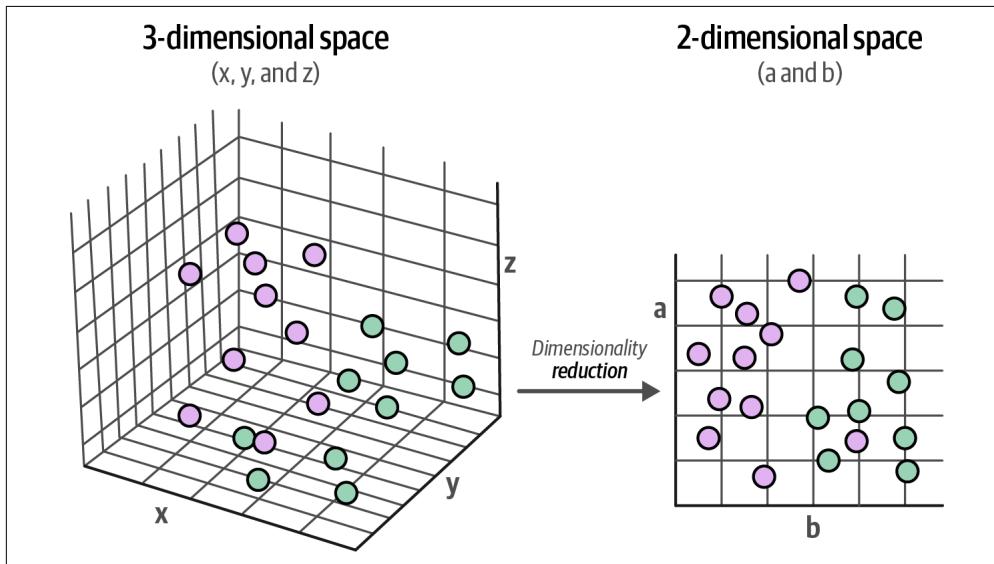 3-dimensional space
(x, y, and z)
2-dimensional space
(a and b)
z
x
y
Dimensionality
reduction
a
b